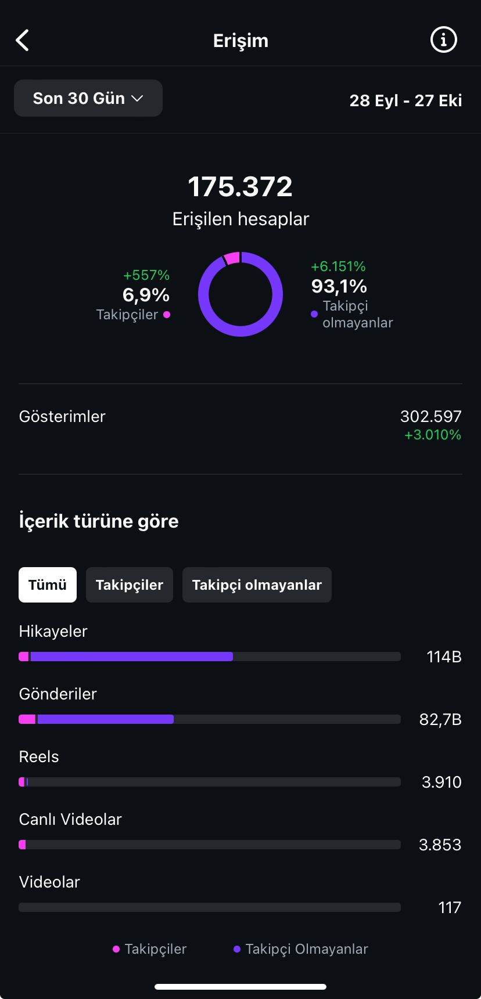 Erişim
Son 30 Gün
28 Eyl - 27 Eki
175.372
Erişilen hesaplar
+557%
6,9%
Takipçiler
+6.151%
93,1%
Takipçi
olmayanlar
Gösterimler
302.597
+3.010%
İçerik türüne göre
Tümü
Takipçiler
Takipçi olmayanlar
Hikayeler
114B
Gönderiler
82,7B
Reels
3.910
Canlı Videolar
3.853
Videolar
117
Takipçiler
Takipçi Olmayanlar